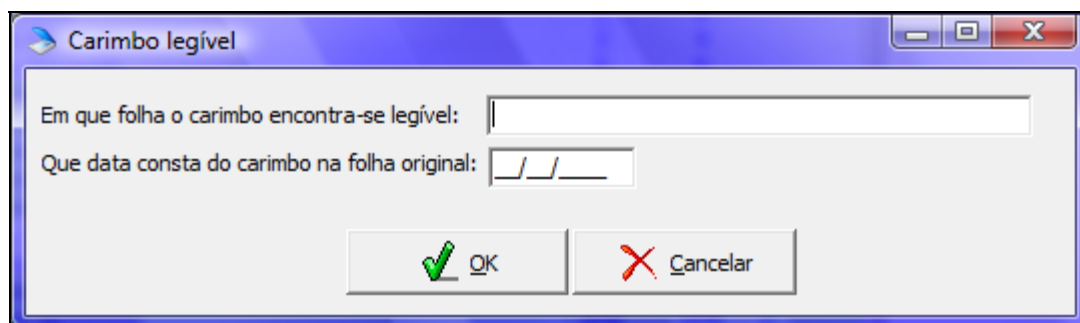 Carimbo legível
Em que folha o carimbo encontra-se legível:
Que data consta do carimbo na folha original: __/__/____
OK
Cancelar